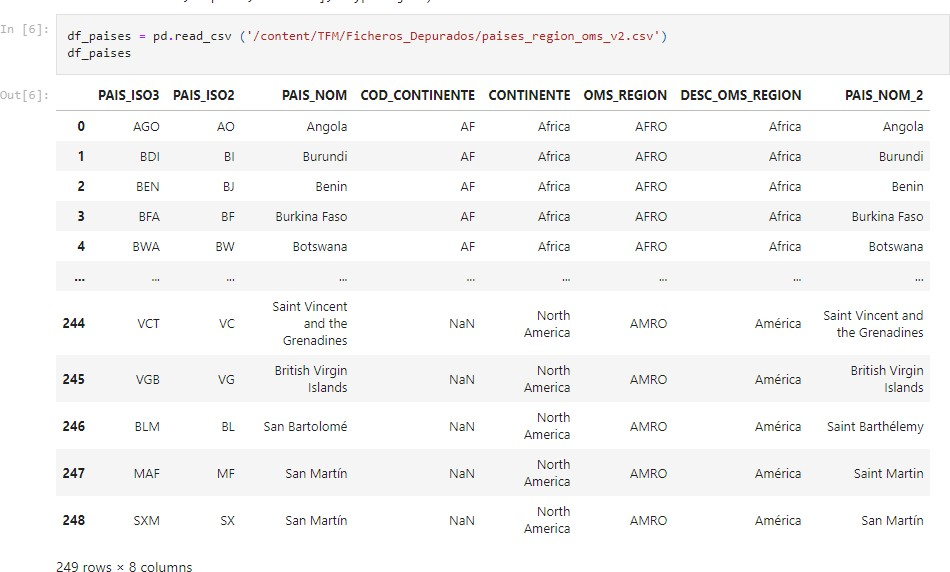 In [6]:
df_paises = pd.read_csv ('/content/TFM/Ficheros_Depurados/paises_region_oms_v2.csv')
df_paises
Out[6]:
PAIS_ISO3 PAIS_ISO2 PAIS_NOM COD_CONTINENTE CONTINENTE OMS_REGION DESC_OMS_REGION PAIS_NOM_2
0 AGO AO Angola AF Africa AFRO Africa Angola
1 BDI BI Burundi AF Africa AFRO Africa Burundi
2 BEN BJ Benin AF Africa AFRO Africa Benin
3 BFA BF Burkina Faso AF Africa AFRO Africa Burkina Faso
4 BWA BW Botswana AF Africa AFRO Africa Botswana
... ... ... ... ... ... ... ... ...
244 VCT VC Saint Vincent and the Grenadines NaN North America AMRO América Saint Vincent and the Grenadines
245 VGB VG British Virgin Islands NaN North America AMRO América British Virgin Islands
246 BLM BL San Bartolomé NaN North America AMRO América Saint Barthélemy
247 MAF MF San Martín NaN North America AMRO América Saint Martin
248 SXM SX San Martín NaN North America AMRO América San Martín
249 rows × 8 columns